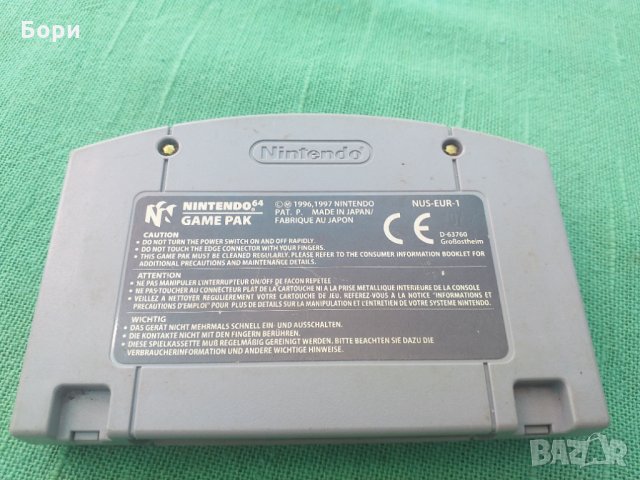 Бори
Nintendo
NINTENDO 64
GAME PAK
©Ⓜ 1996,1997 NINTENDO
PAT. P. MADE IN JAPAN/
FABRIQUE AU JAPON
NUS-EUR-1
CE
D-63760
Großostheim
CAUTION
• DO NOT TURN THE POWER SWITCH ON AND OFF RAPIDLY.
• DO NOT TOUCH THE EDGE CONNECTOR WITH YOUR FINGERS.
• THIS GAME PAK MUST BE CLEANED REGULARLY. PLEASE REFER TO THE CONSUMER INFORMATION BOOKLET FOR
ADDITIONAL PRECAUTIONS AND MAINTENANCE DETAILS.
ATTENTION
• NE PAS MANIPULER L'INTERRUPTEUR ON/OFF DE FACON REPETEE
• NE PAS TOUCHER AU CONNECTEUR PLAT DE LA CARTOUCHE NI A LA PRISE METALLIQUE INTERIEURE DE LA CONSOLE
• VEILLEZ A NETTOYER REGULIEREMENT VOTRE CARTOUCHE DE JEU. REFEREZ-VOUS A LA NOTICE "INFORMATIONS ET
PRECAUTIONS D'EMPLOI" POUR PLUS DE DETAILS SUR LA MANIPULATION ET L'ENTRETIEN DE VOTRE SYSTEME NINTENDO.
WICHTIG
• DAS GERÄT NICHT MEHRMALS SCHNELL EIN- UND AUSSCHALTEN.
• DIE KONTAKTE NICHT MIT DEN FINGERN BERÜHREN.
• DIESE SPIELKASSETTE MUß REGELMÄßIG GEREINIGT WERDEN. BITTE BEACHTEN SIE DAZU DIE
VERBRAUCHERINFORMATION UND ANDERE WICHTIGE HINWEISE.
BAZAR